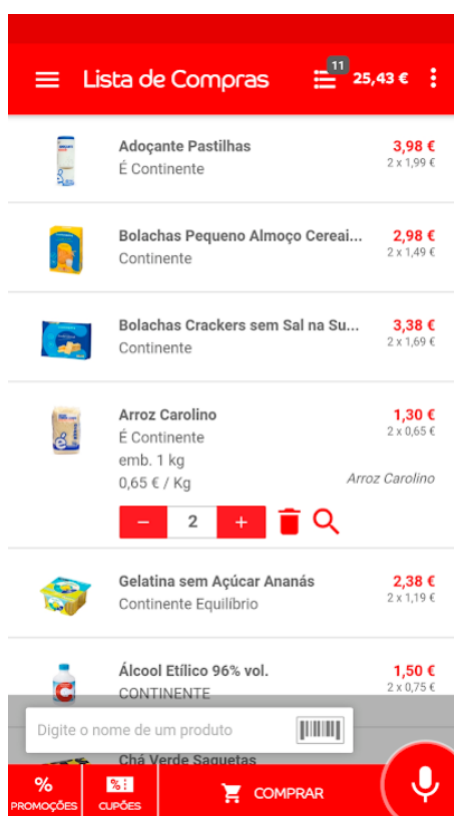 Lista de Compras
11
25,43 €
Adoçante Pastilhas
3,98 €
É Continente
2 x 1,99 €
Bolachas Pequeno Almoço Cereai...
2,98 €
Continente
2 x 1,49 €
Bolachas Crackers sem Sal na Su...
3,38 €
Continente
2 x 1,69 €
Arroz Carolino
1,30 €
É Continente
2 x 0,65 €
emb. 1 kg
0,65 € / Kg
Arroz Carolino
− 2 +
Gelatina sem Açúcar Ananás
2,38 €
Continente Equilíbrio
2 x 1,19 €
Álcool Etílico 96% vol.
1,50 €
CONTINENTE
2 x 0,75 €
Digite o nome de um produto
Chá Verde Saquetas
% PROMOÇÕES
% CUPÕES
COMPRAR